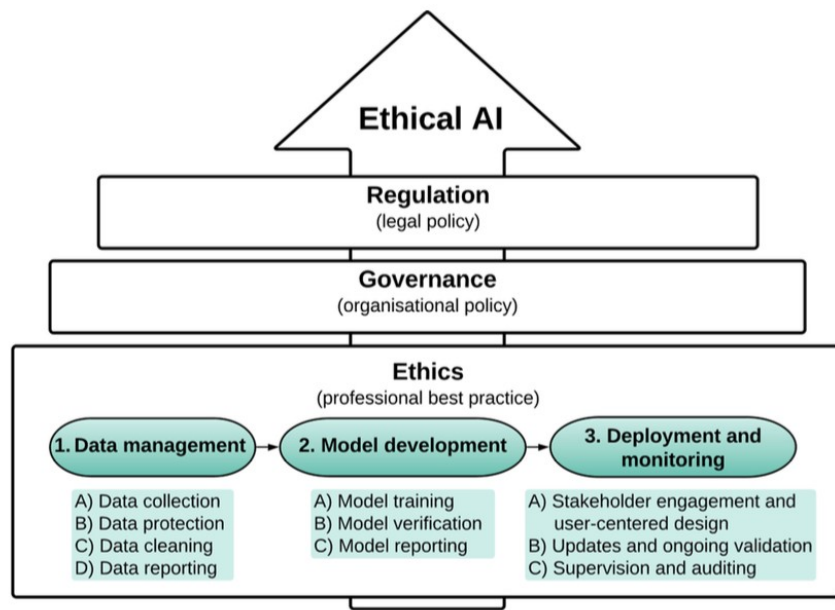 Ethical AI
Regulation
(legal policy)
Governance
(organisational policy)
Ethics
(professional best practice)
1. Data management
2. Model development
3. Deployment and
monitoring
A) Data collection
B) Data protection
C) Data cleaning
D) Data reporting
A) Model training
B) Model verification
C) Model reporting
A) Stakeholder engagement and
user-centered design
B) Updates and ongoing validation
C) Supervision and auditing